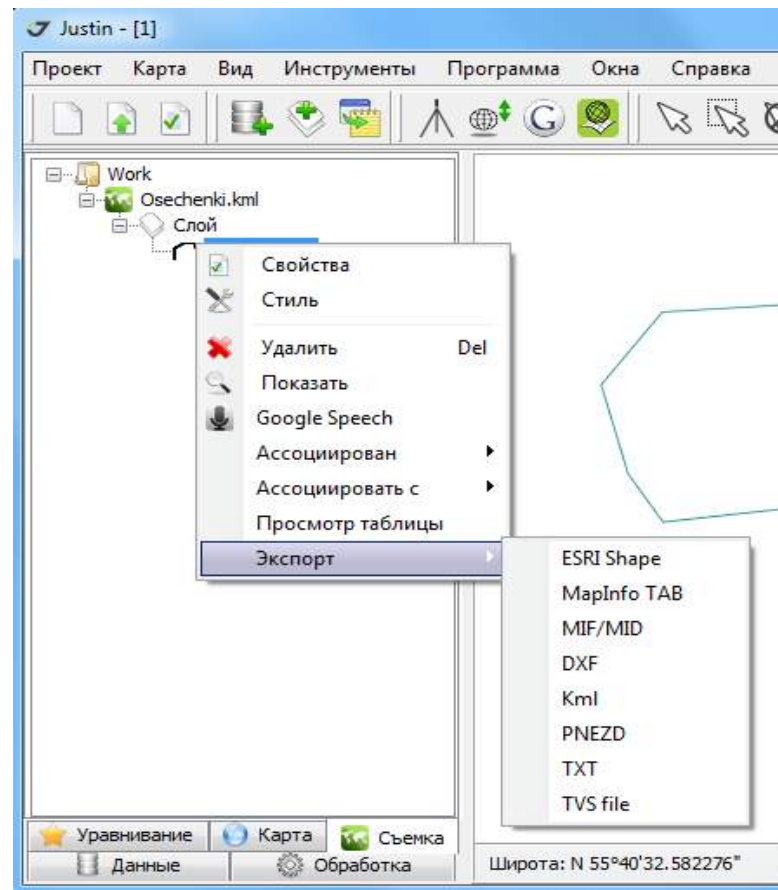 Justin - [1]
Проект Карта Вид Инструменты Программа Окна Справка
G
Work
Osechenki.kml
Слой
Свойства
Стиль
Удалить Del
Показать
Google Speech
Ассоциирован
Ассоциировать с
Просмотр таблицы
Экспорт
ESRI Shape
MapInfo TAB
MIF/MID
DXF
Kml
PNEZD
TXT
TVS file
Уравнивание Карта Съемка
Данные Обработка
Широта: N 55°40'32.582276"